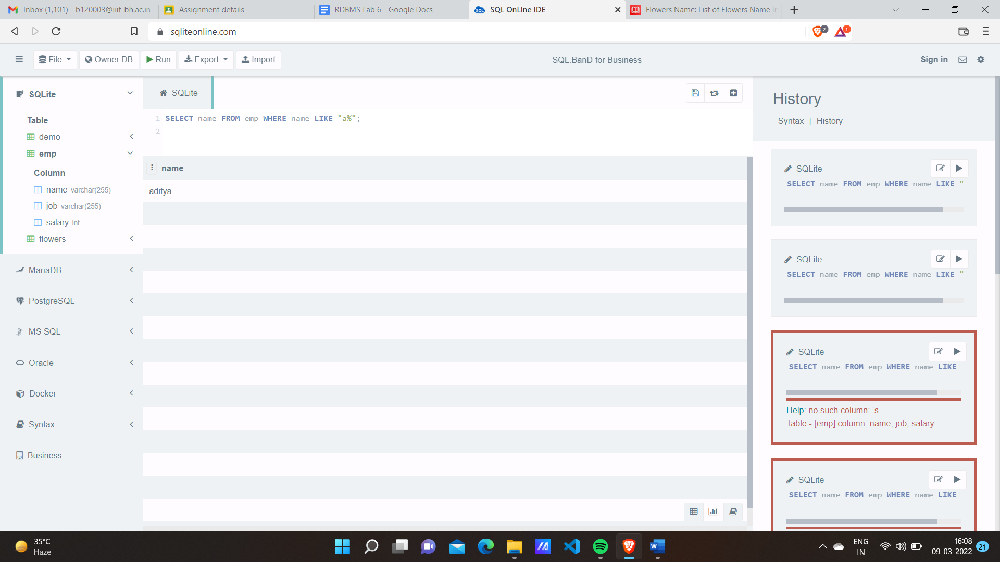 Inbox (1,101) - b120003@iiit-bh.ac.in
Assignment details
RDBMS Lab 6 - Google Docs
SQL OnLine IDE
Flowers Name: List of Flowers Name In
sqliteonline.com
2
1
File
Owner DB
Run
Export
Import
SQL.BanD for Business
Sign in
SQLite
Table
demo
emp
Column
name varchar(255)
job varchar(255)
salary int
flowers
MariaDB
PostgreSQL
MS SQL
Oracle
Docker
Syntax
Business
SQLite
1 SELECT name FROM emp WHERE name LIKE "a%";
2
name
aditya
History
Syntax | History
SQLite
SELECT name FROM emp WHERE name LIKE "
SQLite
SELECT name FROM emp WHERE name LIKE "
SQLite
SELECT name FROM emp WHERE name LIKE
Help: no such column: ‘s
Table - [emp] column: name, job, salary
SQLite
SELECT name FROM emp WHERE name LIKE
35°C
Haze
ENG
IN
16:08
09-03-2022
21